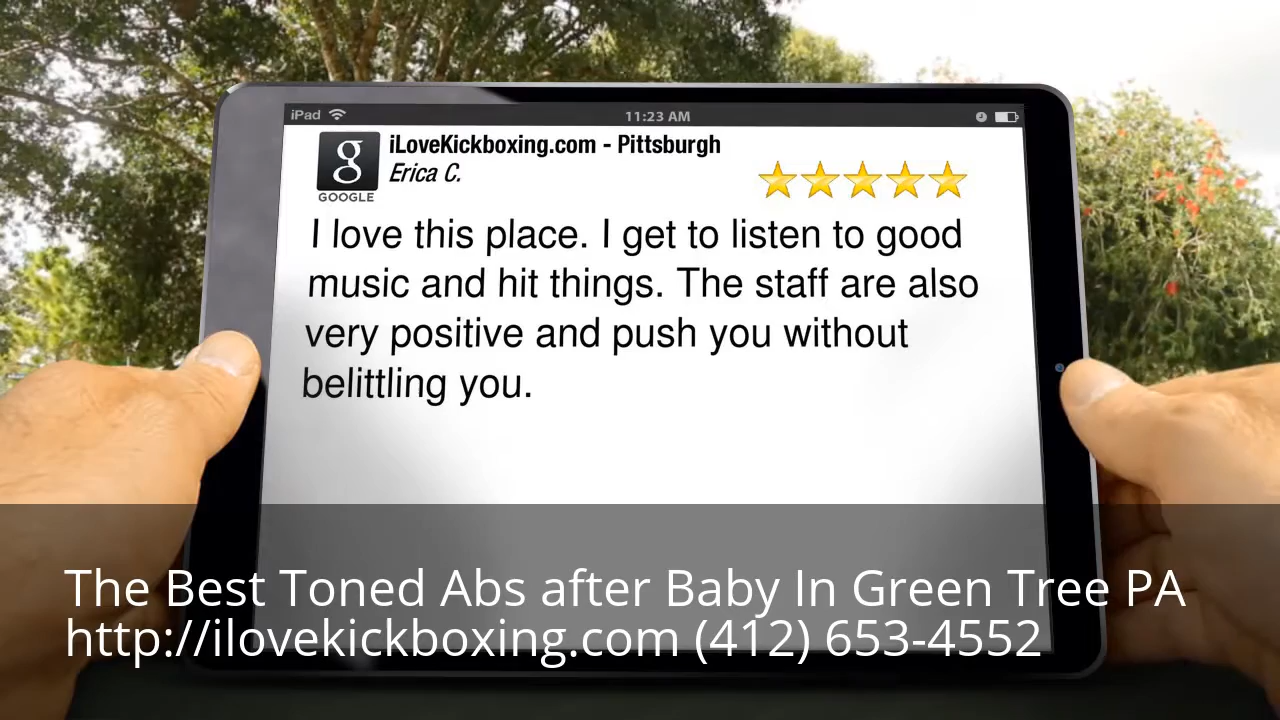 iPad
11:23 AM
g
GOOGLE
iLoveKickboxing.com - Pittsburgh
Erica C.
I love this place. I get to listen to good
music and hit things. The staff are also
very positive and push you without
belittling you.
The Best Toned Abs after Baby In Green Tree PA
http://ilovekickboxing.com (412) 653-4552